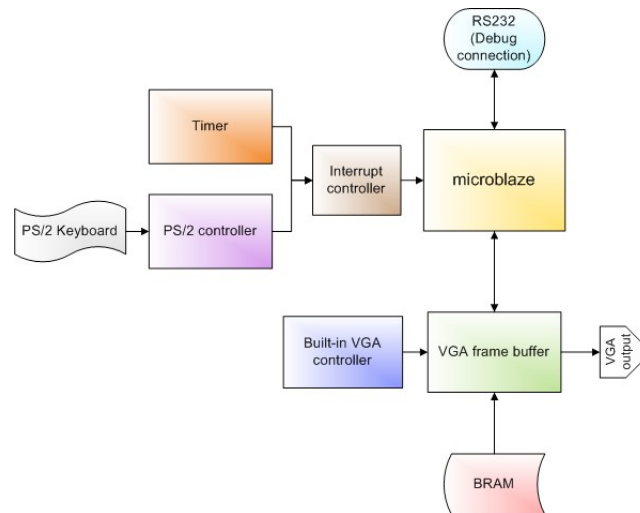 RS232
(Debug
connection)
Timer
Interrupt
controller
microblaze
PS/2 Keyboard
PS/2 controller
Built-in VGA
controller
VGA frame buffer
VGA
output
BRAM